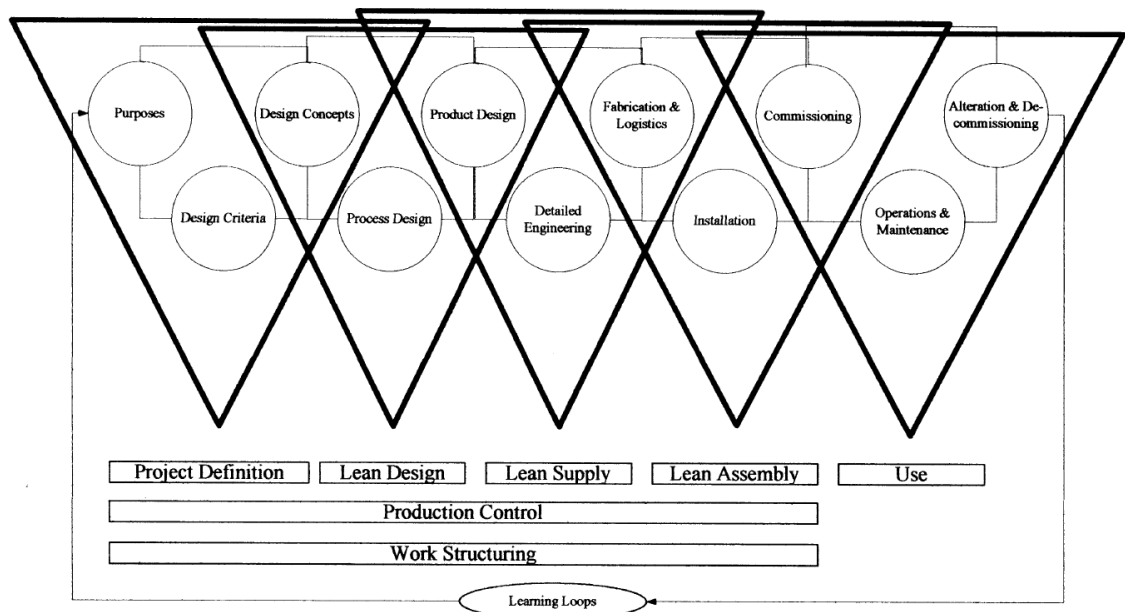 Purposes
Design Concepts
Product Design
Fabrication &
Logistics
Commissioning
Alteration & De-
commissioning
Design Criteria
Process Design
Detailed
Engineering
Installation
Operations &
Maintenance
Project Definition
Lean Design
Lean Supply
Lean Assembly
Use
Production Control
Work Structuring
Learning Loops